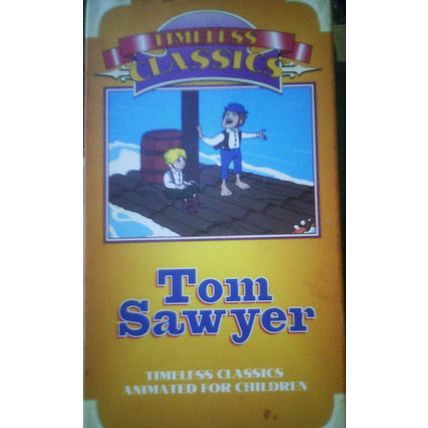 TIMELESS
CLASSICS
Tom
Sawyer
TIMELESS CLASSICS
ANIMATED FOR CHILDREN